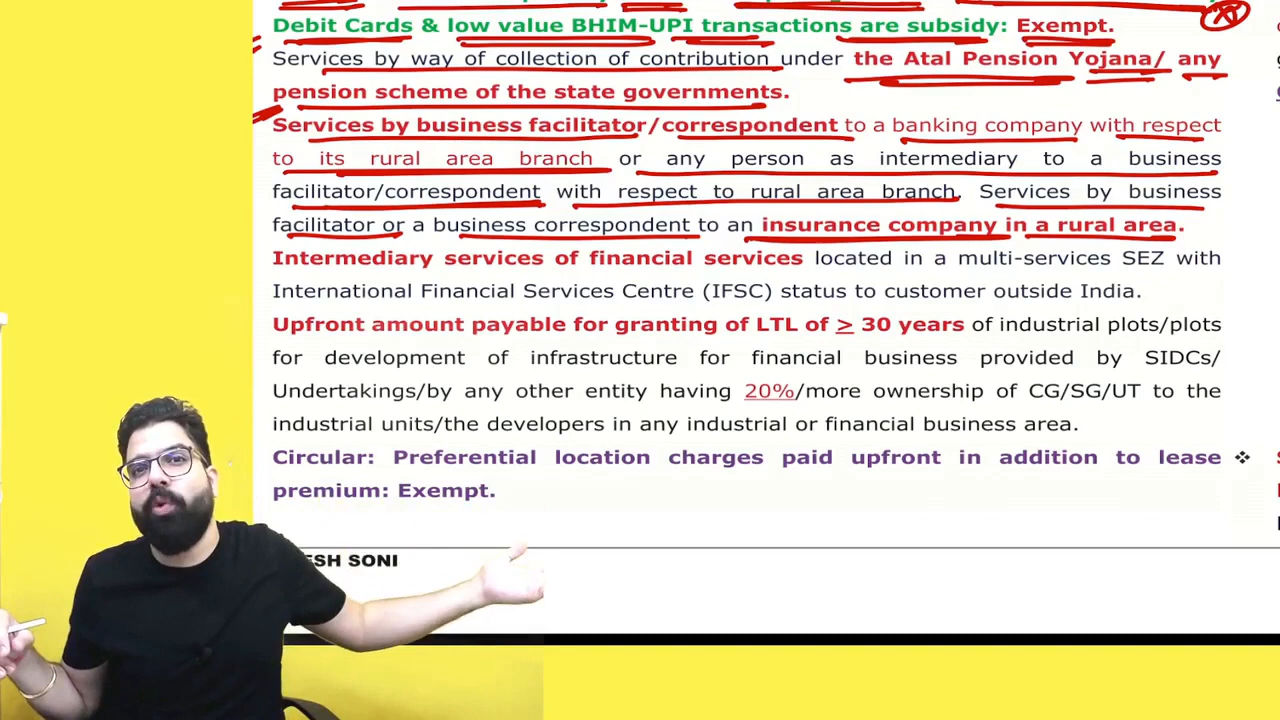 Debit Cards & low value BHIM-UPI transactions are subsidy: Exempt.
Services by way of collection of contribution under the Atal Pension Yojana/ any
pension scheme of the state governments.
Services by business facilitator/correspondent to a banking company with respect
to its rural area branch or any person as intermediary to a business
facilitator/correspondent with respect to rural area branch. Services by business
facilitator or a business correspondent to an insurance company in a rural area.
Intermediary services of financial services located in a multi-services SEZ with
International Financial Services Centre (IFSC) status to customer outside India.
Upfront amount payable for granting of LTL of ≥ 30 years of industrial plots/plots
for development of infrastructure for financial business provided by SIDCs/
Undertakings/by any other entity having 20%/more ownership of CG/SG/UT to the
industrial units/the developers in any industrial or financial business area.
Circular: Preferential location charges paid upfront in addition to lease ❖
premium: Exempt.
ESH SONI